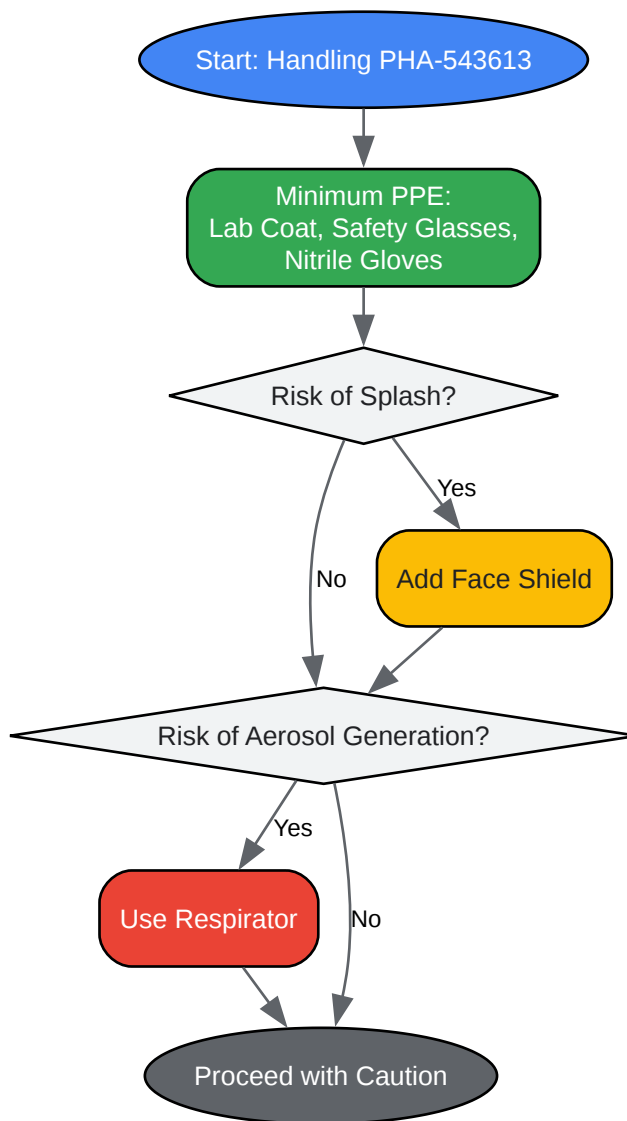 Start: Handling PHA-543613
Minimum PPE:
Lab Coat, Safety Glasses,
Nitrile Gloves
Risk of Splash?
Yes
No
Add Face Shield
Risk of Aerosol Generation?
Yes
No
Use Respirator
Proceed with Caution